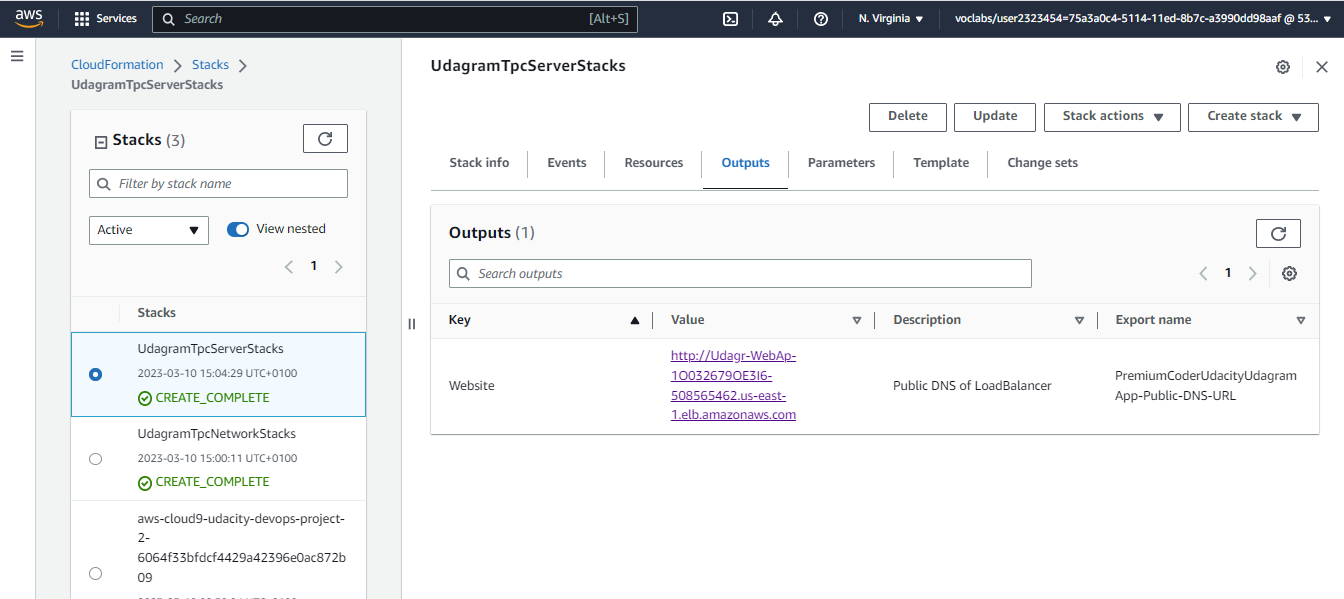 aws
Services
Search
[Alt+S]
N. Virginia
voclabs/user2323454=75a3a0c4-5114-11ed-8b7c-a3990dd98aaf @ 53...
CloudFormation
Stacks
UdagramTpcServerStacks
Stacks (3)
Filter by stack name
Active
View nested
1
Stacks
UdagramTpcServerStacks
2023-03-10 15:04:29 UTC+0100
CREATE_COMPLETE
UdagramTpcNetworkStacks
2023-03-10 15:00:11 UTC+0100
CREATE_COMPLETE
aws-cloud9-udacity-devops-project-
2-
6064f33bfdcf4429a42396e0ac872b
09
UdagramTpcServerStacks
Delete
Update
Stack actions
Create stack
Stack info
Events
Resources
Outputs
Parameters
Template
Change sets
Outputs (1)
Search outputs
1
Key
Value
Description
Export name
Website
http://Udagr-WebAp-
1O032679OE3I6-
508565462.us-east-
1.elb.amazonaws.com
Public DNS of LoadBalancer
PremiumCoderUdacityUdagram
App-Public-DNS-URL